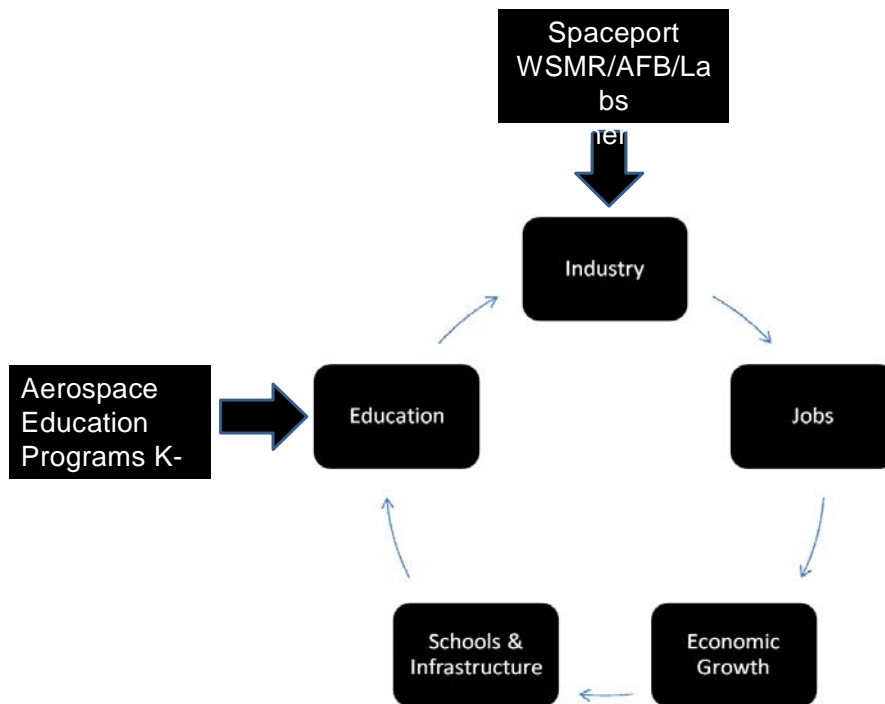 Spaceport
WSMR/AFB/La
bs
Industry
Aerospace
Education
Programs K-
Education
Jobs
Schools &
Infrastructure
Economic
Growth